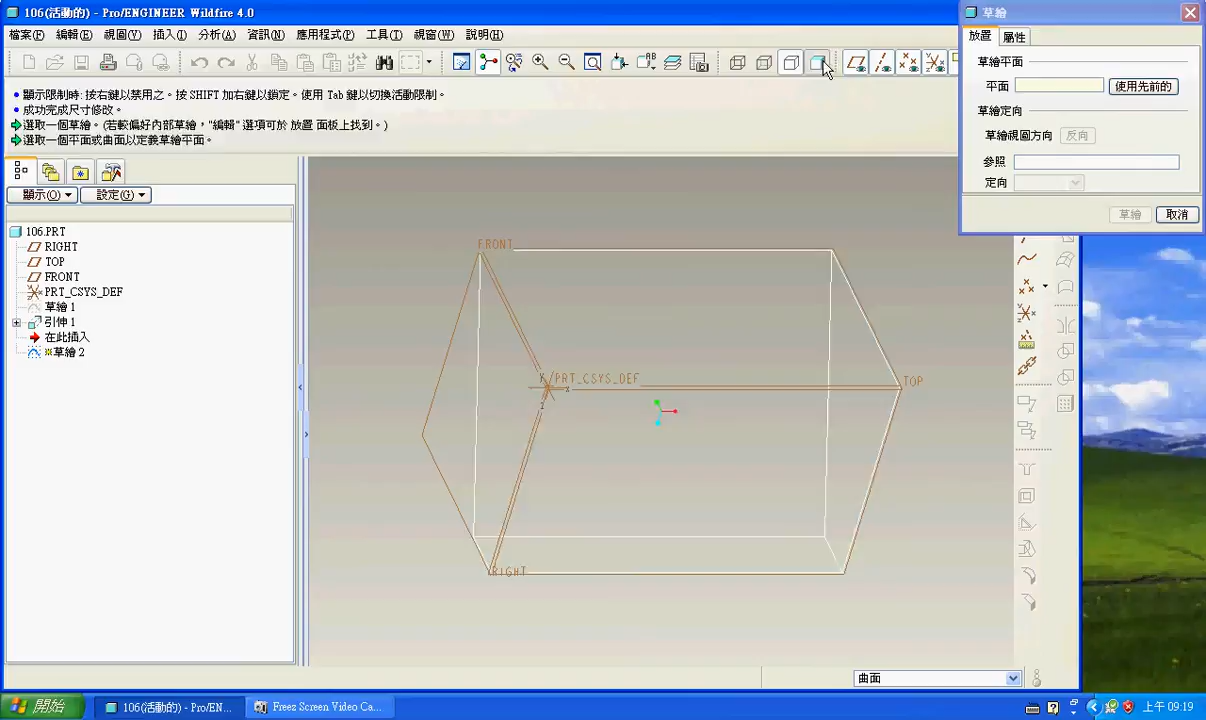 106(活動的) - Pro/ENGINEER Wildfire 4.0
檔案(F) 編輯(E) 視圖(V) 插入(I) 分析(A) 資訊(N) 應用程式(P) 工具(T) 視窗(W) 說明(H)
顯示限制時: 按右鍵以禁用之。按 SHIFT 加右鍵以鎖定。使用 Tab 鍵以切換活動限制。
成功完成尺寸修改。
選取一個草繪。(若較偏好內部草繪，"編輯" 選項可於 放置 面板上找到。)
選取一個平面或曲面以定義草繪平面。
顯示(O) 設定(G)
106.PRT
RIGHT
TOP
FRONT
PRT_CSYS_DEF
草繪 1
引伸 1
在此插入
草繪 2
FRONT
Y
PRT_CSYS_DEF
X
Z
TOP
RIGHT
草繪
放置 屬性
草繪平面
平面 使用先前的
草繪定向
草繪視圖方向 反向
參照
定向
草繪 取消
曲面
開始 106(活動的) - Pro/EN... Freez Screen Video Ca... 上午 09:19